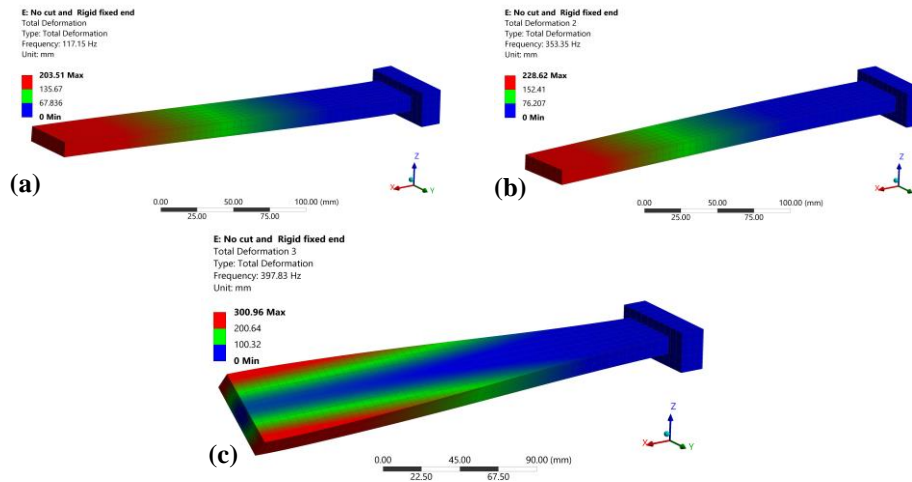 E: No cut and  Rigid fixed end
Total Deformation
Type: Total Deformation
Frequency: 117.15 Hz
Unit: mm
203.51 Max
135.67
67.836
0 Min
(a)
Z
X
Y
0.00 50.00 100.00 (mm)
25.00 75.00
E: No cut and  Rigid fixed end
Total Deformation 2
Type: Total Deformation
Frequency: 353.35 Hz
Unit: mm
228.62 Max
152.41
76.207
0 Min
(b)
Z
X
Y
0.00 50.00 100.00 (mm)
25.00 75.00
E: No cut and  Rigid fixed end
Total Deformation 3
Type: Total Deformation
Frequency: 397.83 Hz
Unit: mm
300.96 Max
200.64
100.32
0 Min
(c)
Z
X
Y
0.00 45.00 90.00 (mm)
22.50 67.50